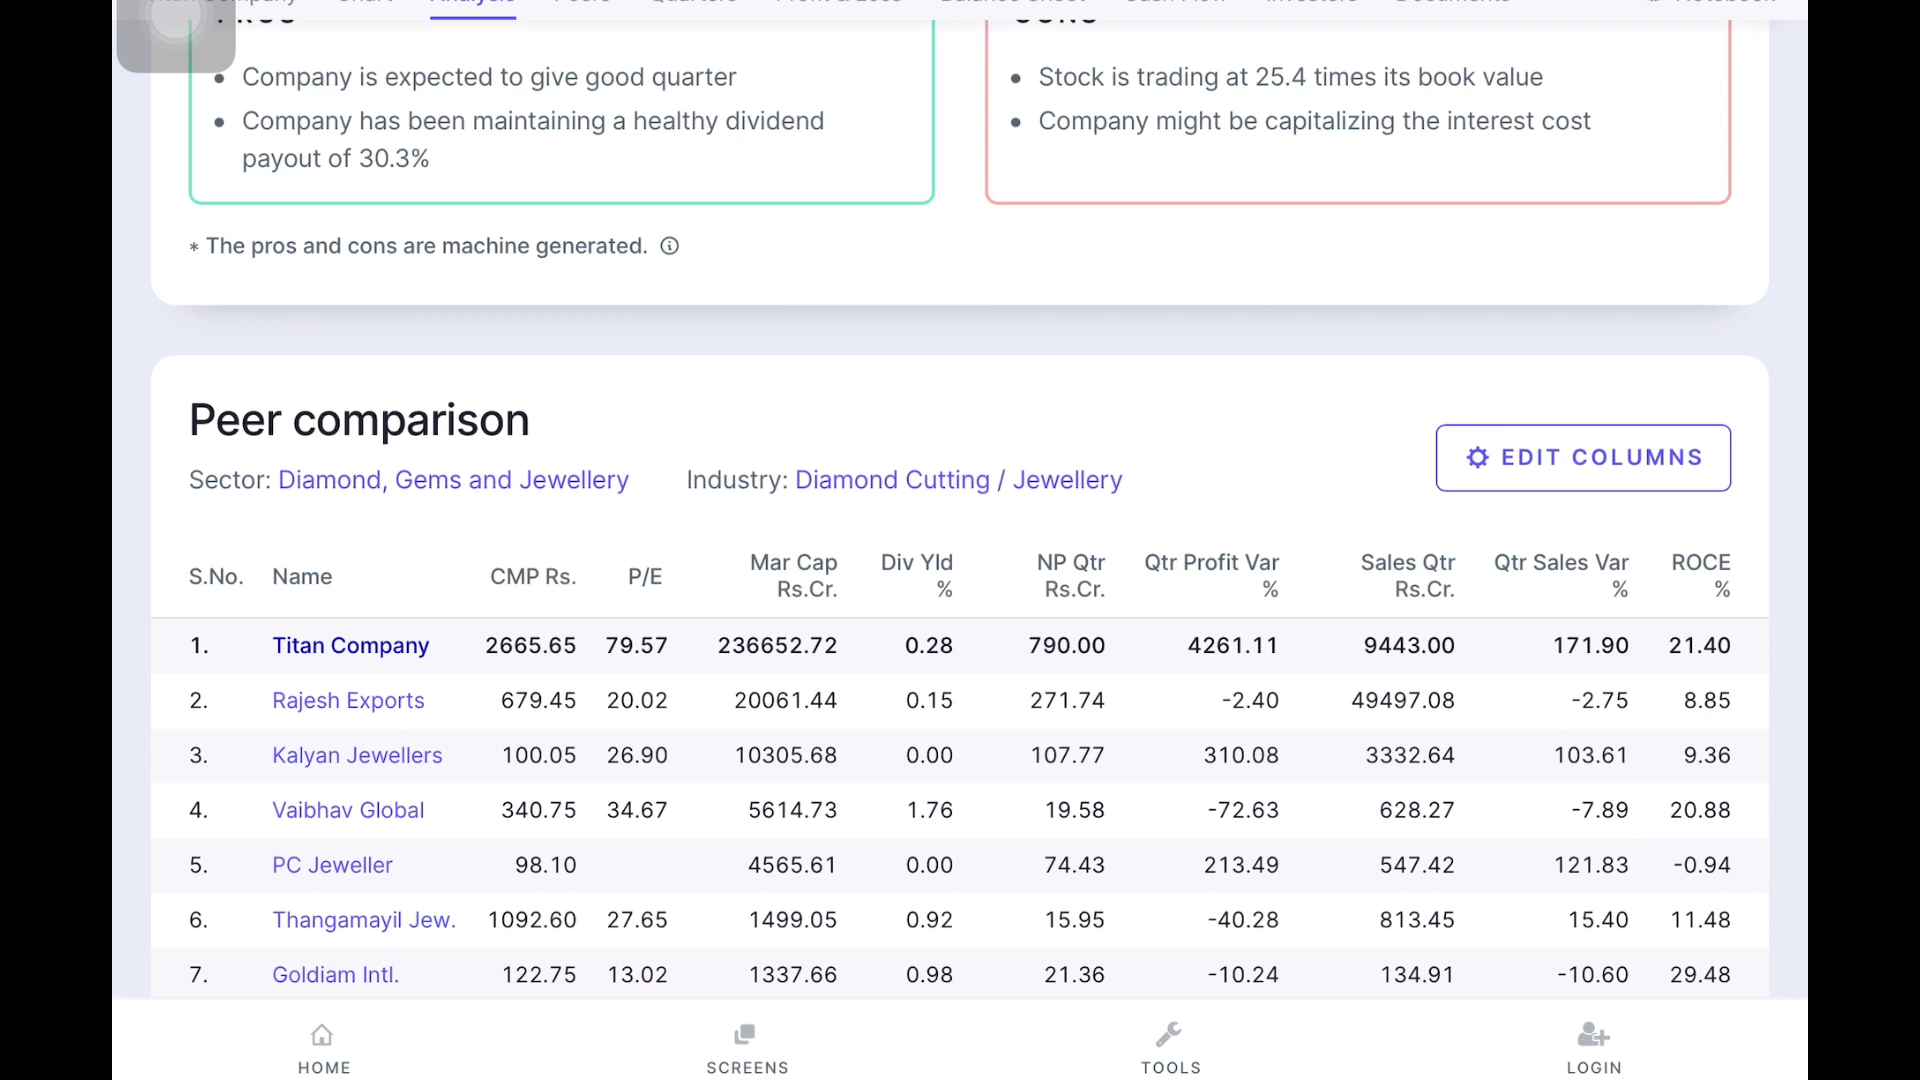 Analysis
PROS
CONS
Company is expected to give good quarter
Company has been maintaining a healthy dividend
payout of 30.3%
Stock is trading at 25.4 times its book value
Company might be capitalizing the interest cost
* The pros and cons are machine generated.
Peer comparison
Sector: Diamond, Gems and Jewellery Industry: Diamond Cutting / Jewellery
EDIT COLUMNS
S.No. Name CMP Rs. P/E Mar Cap Rs.Cr. Div Yld % NP Qtr Rs.Cr. Qtr Profit Var % Sales Qtr Rs.Cr. Qtr Sales Var % ROCE %
1. Titan Company 2665.65 79.57 236652.72 0.28 790.00 4261.11 9443.00 171.90 21.40
2. Rajesh Exports 679.45 20.02 20061.44 0.15 271.74 -2.40 49497.08 -2.75 8.85
3. Kalyan Jewellers 100.05 26.90 10305.68 0.00 107.77 310.08 3332.64 103.61 9.36
4. Vaibhav Global 340.75 34.67 5614.73 1.76 19.58 -72.63 628.27 -7.89 20.88
5. PC Jeweller 98.10 4565.61 0.00 74.43 213.49 547.42 121.83 -0.94
6. Thangamayil Jew. 1092.60 27.65 1499.05 0.92 15.95 -40.28 813.45 15.40 11.48
7. Goldiam Intl. 122.75 13.02 1337.66 0.98 21.36 -10.24 134.91 -10.60 29.48
HOME SCREENS TOOLS LOGIN